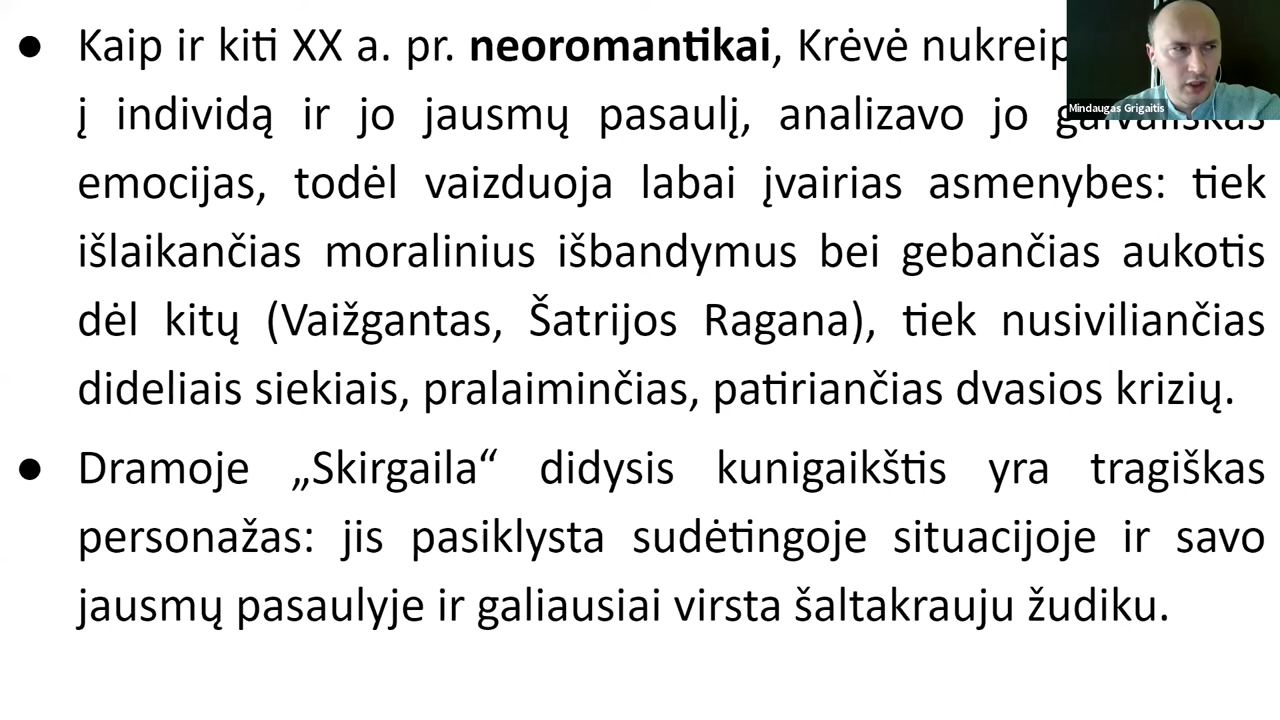 ● Kaip ir kiti XX a. pr. neoromantikai, Krėvė
Mindaugas Grigaitis
į individą ir jo jausmų pasaulį, analizavo jo
emocijas, todėl vaizduoja labai įvairias asmenybes: tiek
išlaikančias moralinius išbandymus bei gebančias aukotis
dėl kitų (Vaižgantas, Šatrijos Ragana), tiek nusiviliančias
dideliais siekiais, pralaiminčias, patiriančias dvasios krizių.
● Dramoje „Skirgaila“ didysis kunigaikštis yra tragiškas
personažas: jis pasiklysta sudėtingoje situacijoje ir savo
jausmų pasaulyje ir galiausiai virsta šaltakrauju žudiku.